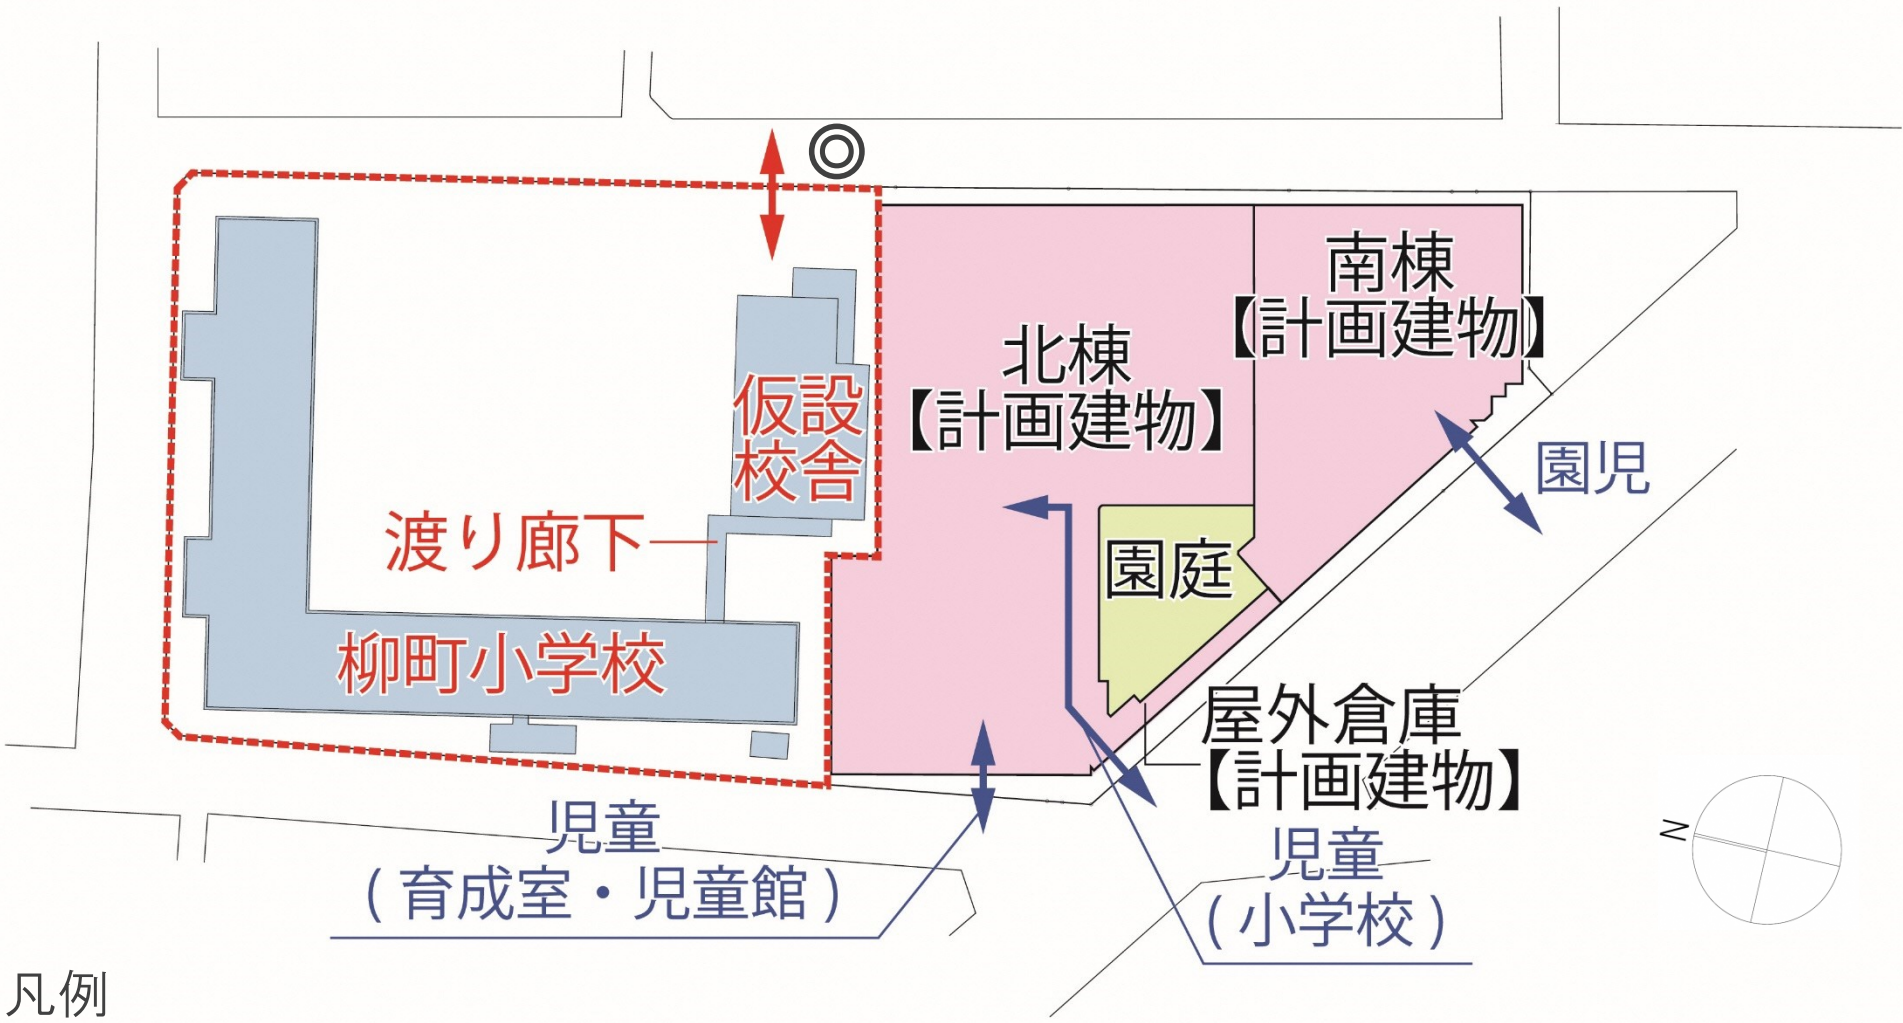 ◎
南棟
【計画建物】
北棟
【計画建物】
仮設
校舎
園児
渡り廊下
園庭
柳町小学校
屋外倉庫
【計画建物】
児童
(育成室・児童館)
児童
(小学校)
N
凡例